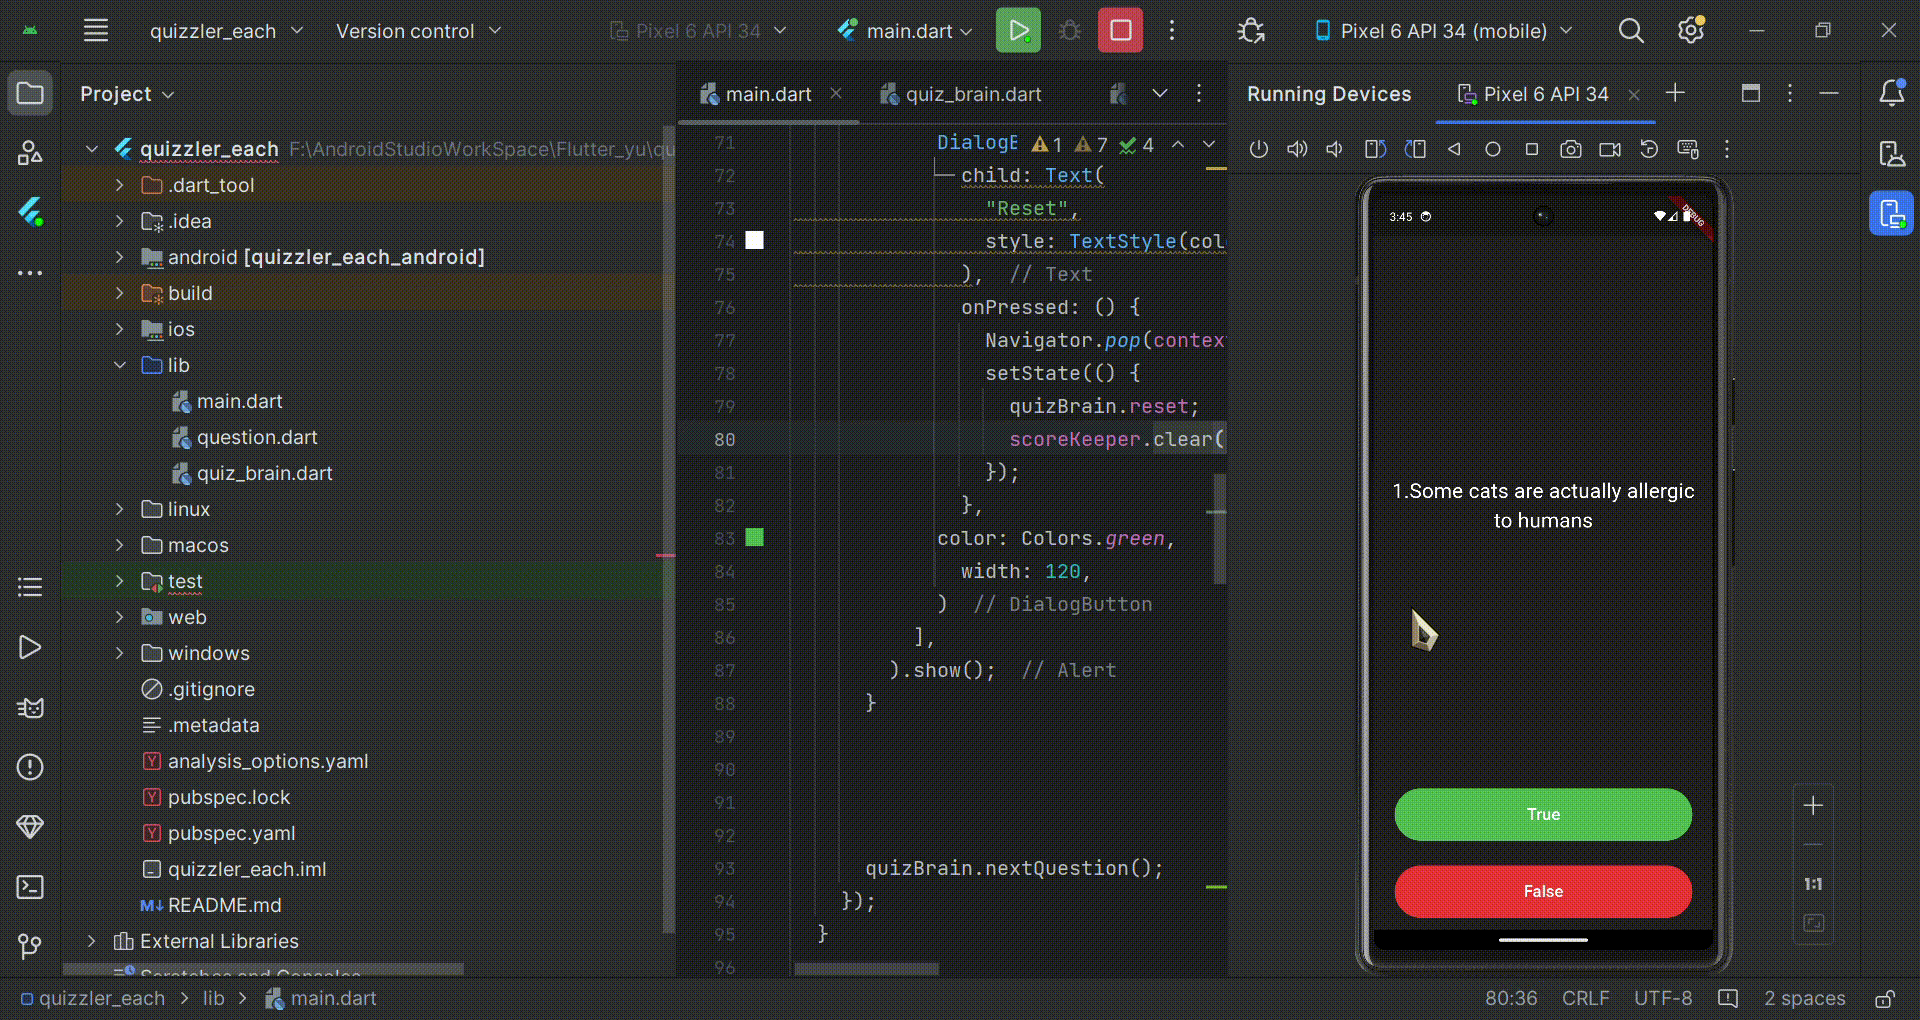 quizzler_each
Version control
Pixel 6 API 34
main.dart
Pixel 6 API 34 (mobile)
Project
quizzler_each F:\AndroidStudioWorkSpace\Flutter_yu\qu
.dart_tool
.idea
android [quizzler_each_android]
build
ios
lib
main.dart
question.dart
quiz_brain.dart
linux
macos
test
web
windows
.gitignore
.metadata
analysis_options.yaml
pubspec.lock
pubspec.yaml
quizzler_each.iml
M↓ README.md
External Libraries
Scratches and Consoles
main.dart
quiz_brain.dart
1 7 4
71 DialogB
72 child: Text(
73 "Reset",
74 style: TextStyle(col
75 ), // Text
76 onPressed: () {
77 Navigator.pop(contex
78 setState(() {
79 quizBrain.reset;
80 scoreKeeper.clear(
81 });
82 },
83 color: Colors.green,
84 width: 120,
85 ) // DialogButton
86 ],
87 ).show(); // Alert
88 }
89
90
91
92
93 quizBrain.nextQuestion();
94 });
95 }
96
Running Devices
Pixel 6 API 34
3:45
DEBUG
1.Some cats are actually allergic
to humans
True
False
1:1
quizzler_each > lib > main.dart
80:36
CRLF
UTF-8
2 spaces